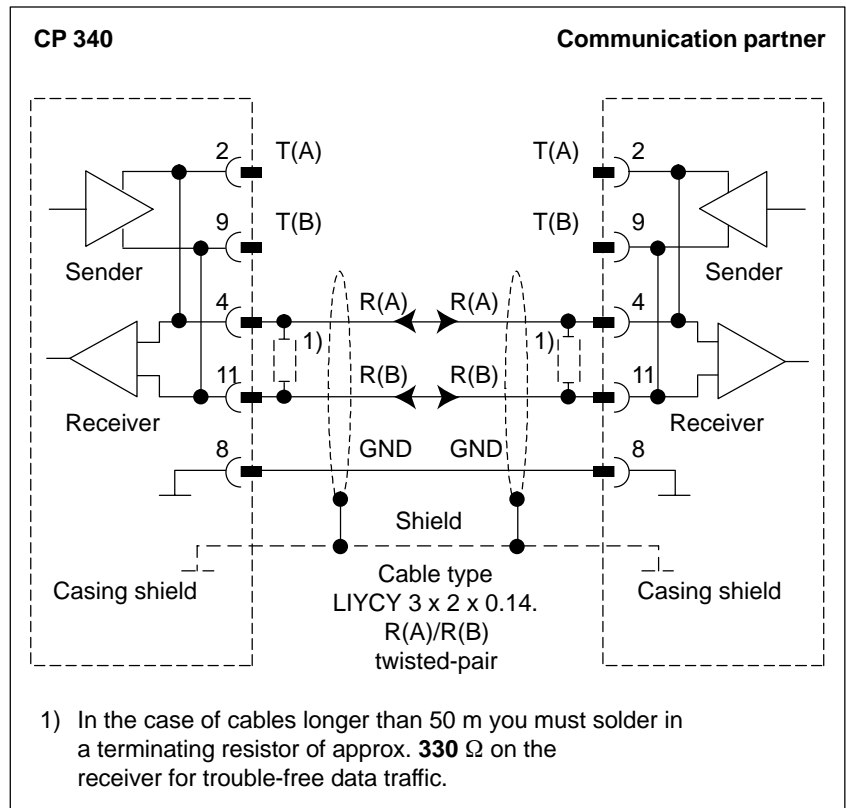 CP 340
Communication partner
2 T(A)
T(A) 2
9 T(B)
T(B) 9
Sender
Sender
4 R(A) R(A) 4
1)
1)
11 R(B) R(B) 11
Receiver
Receiver
8 GND GND 8
Shield
Casing shield
Casing shield
Cable type
LIYCY 3 x 2 x 0.14.
R(A)/R(B)
twisted-pair
1) In the case of cables longer than 50 m you must solder in
a terminating resistor of approx. 330 Ω on the
receiver for trouble-free data traffic.